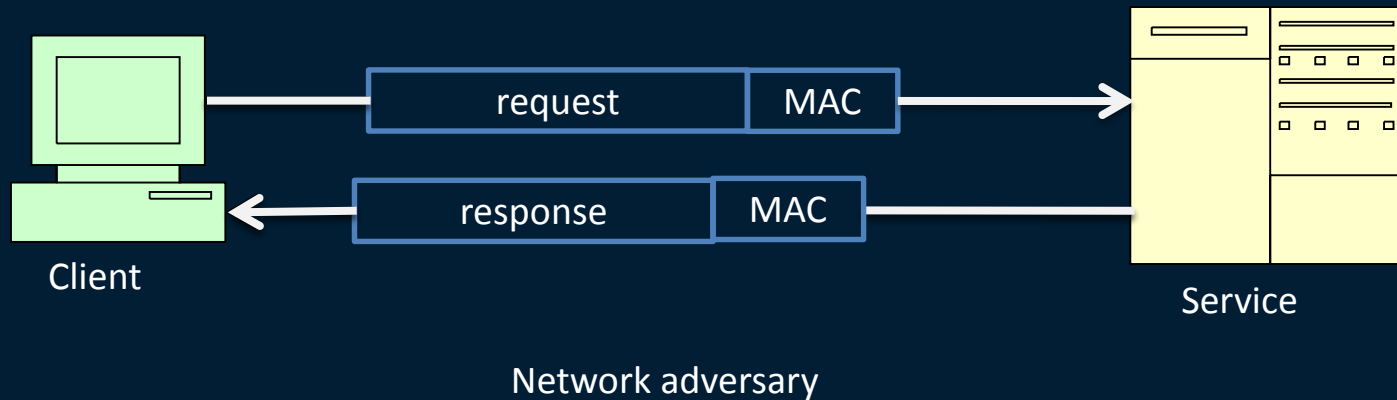 request MAC
response MAC
Client
Service
Network adversary